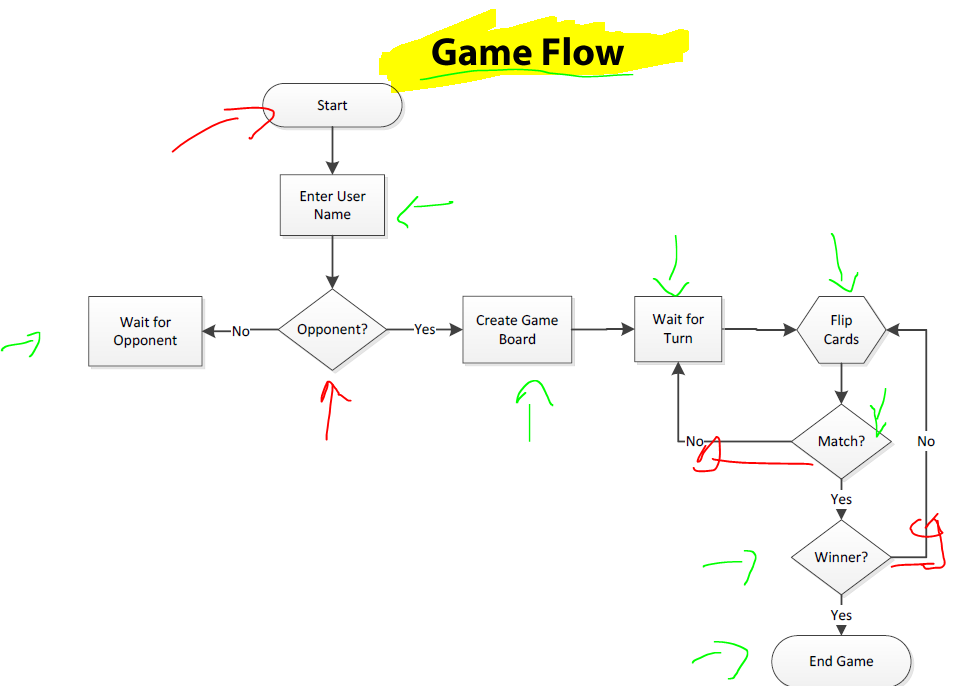 Game Flow
Start
Enter User
Name
Wait for
Opponent
No
Opponent?
Yes
Create Game
Board
Wait for
Turn
Flip
Cards
No
Match?
No
Yes
Winner?
Yes
End Game